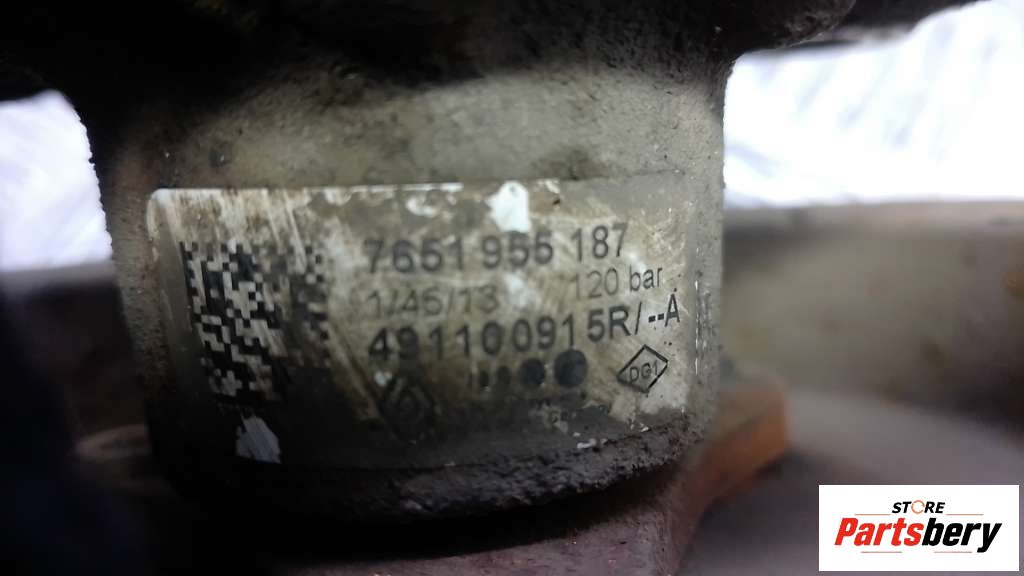 7651 955 187
1/45/13 120 bar
491100915R/--A
DG1
STORE
Partsbery